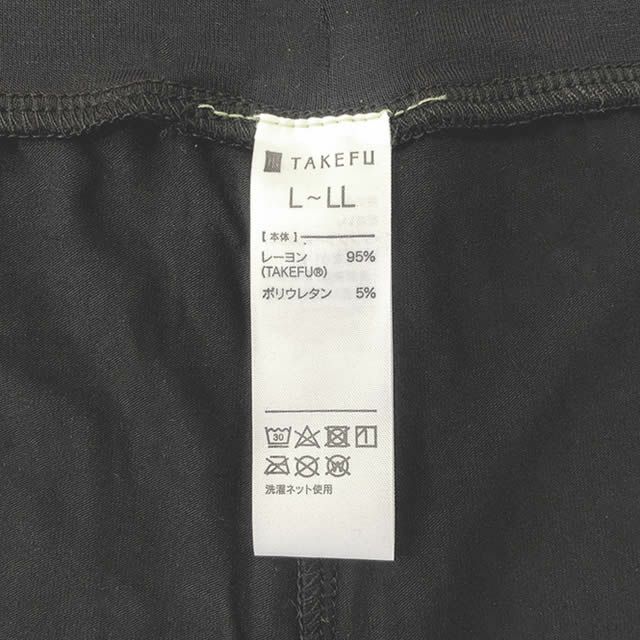 TAKEFU
L～LL
【本体】
レーヨン 95%
(TAKEFU®)
ポリウレタン 5%
30
W
洗濯ネット使用